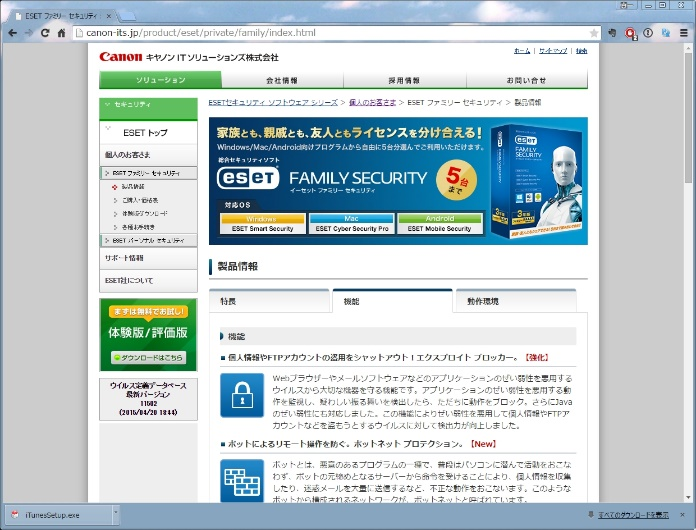 ESET ファミリー セキュリテ
canon-its.jp/product/eset/private/family/index.html
Canon キヤノン ITソリューションズ株式会社
ホーム サイトマップ
ソリューション 会社情報 採用情報 お問い合せ
セキュリティ
ESET トップ
個人のお客さま
ESET ファミリー セキュリティ
製品情報
ご購入・価格表
体験版ダウンロード
各種お手続き
ESET パーソナル セキュリティ
サポート情報
ESET社について
まずは無料でお試し!
体験版/評価版
ダウンロードはこちら
ウイルス定義データベース
最新バージョン
11502
(2015/04/20 18:44)
ESETセキュリティ ソフトウェア シリーズ > 個人のお客さま > ESET ファミリー セキュリティ > 製品情報
家族とも、親戚とも、友人ともライセンスを分け合える!
Windows/Mac/Android向けプログラムから自由に5台分選んでご利用いただけます。
総合セキュリティソフト
eset FAMILY SECURITY
イーセット ファミリー セキュリティ
5台まで
対応OS
Windows Mac Android
ESET Smart Security ESET Cyber Security Pro ESET Mobile Security
製品情報
特長 機能 動作環境
機能
個人情報やFTPアカウントの盗用をシャットアウト!エクスプロイト ブロッカー。【強化】
Webブラウザーやメールソフトウェアなどのアプリケーションのぜい弱性を悪用する
ウイルスから大切な機器を守る機能です。アプリケーションのぜい弱性を悪用する動
作を監視し、疑わしい振る舞いを検出したら、ただちに動作をブロック。さらにJava
のぜい弱性にも対応しました。この機能によりぜい弱性を悪用して個人情報やFTPア
カウントなどを盗もうとするウイルスに対して検出力が向上しました。
ボットによるリモート操作を防ぐ。ボットネット プロテクション。【New】
ボットとは、悪意のあるプログラムの一種で、普段はパソコンに潜んで活動をおこな
わず、ボットの元締めとなるサーバーから命令を受けることにより、個人情報を収集
したり、迷惑メールを大量に送信するなど、不正な動作をおこないます。このような
ボットから構成されるネットワークが、ボットネットと呼ばれています。
iTunesSetup.exe
すべてのダウンロードを表示